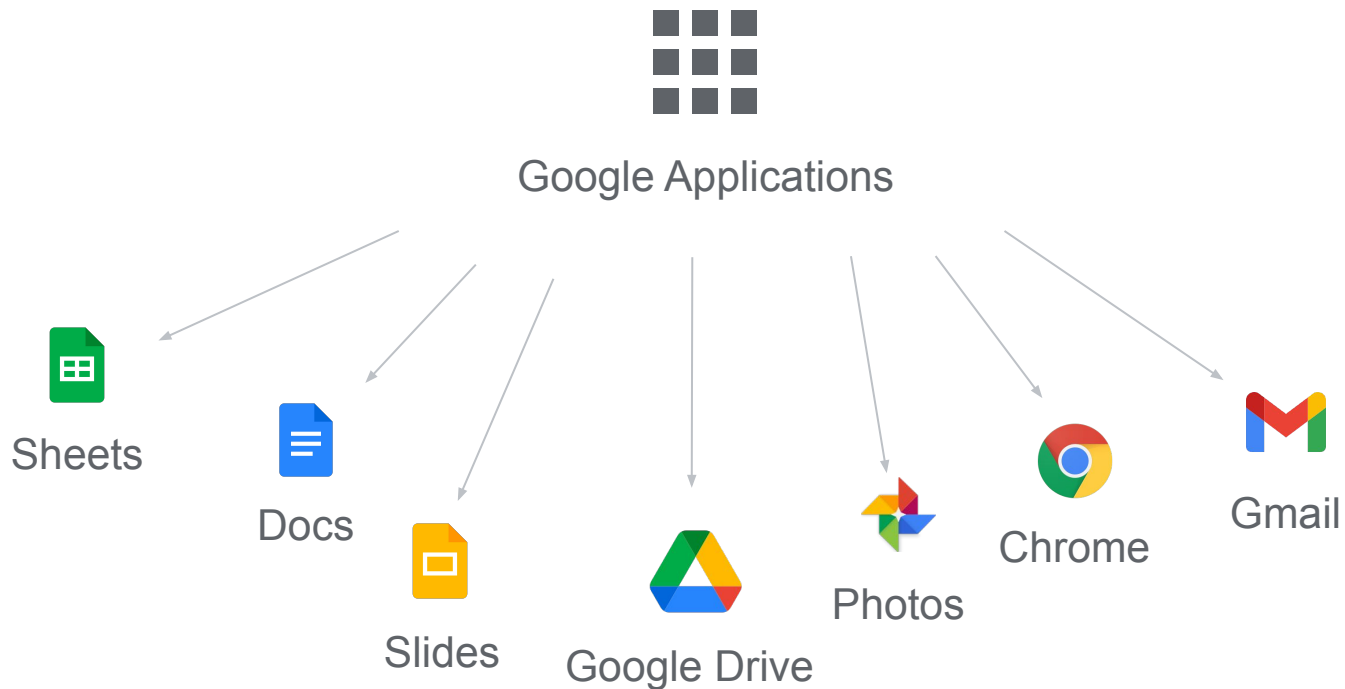 Google Applications
Sheets
Docs
Slides
Google Drive
Photos
Chrome
Gmail